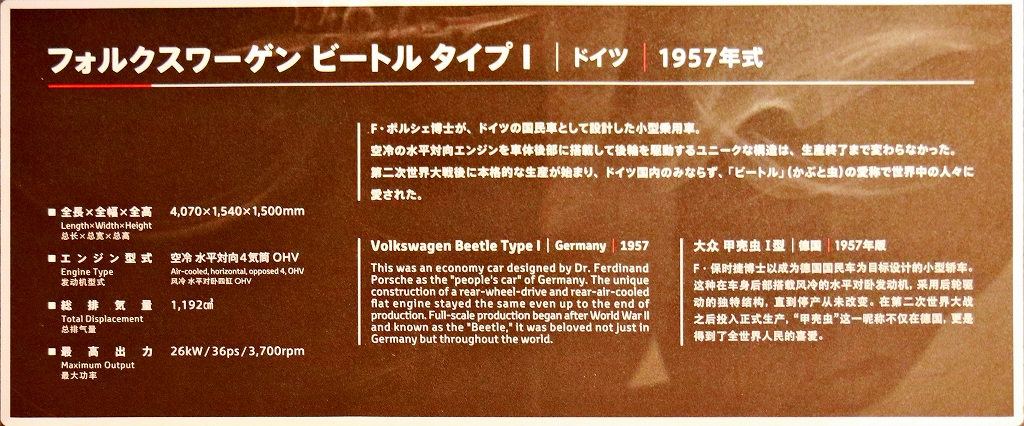 フォルクスワーゲン ビートル タイプⅠ | ドイツ | 1957年式
F・ポルシェ博士が、ドイツの国民車として設計した小型乗用車。
空冷の水平対向エンジンを車体後部に搭載して後輪を駆動するユニークな構造は、生産終了まで変わらなかった。
第二次世界大戦後に本格的な生産が始まり、ドイツ国内のみならず、「ビートル」(かぶと虫)の愛称で世界中の人々に
愛された。
■ 全長×全幅×全高 4,070×1,540×1,500mm
Length×Width×Height
总长×总宽×总高
■ エンジン型式 空冷 水平対向4気筒 OHV
Engine Type Air-cooled, horizontal, opposed 4, OHV
发动机型式 风冷 水平对卧四缸 OHV
■ 総排気量 1,192㎤
Total Displacement
总排气量
■ 最高出力 26kW/36ps/3,700rpm
Maximum Output
最大功率
Volkswagen Beetle Type Ⅰ | Germany | 1957
This was an economy car designed by Dr. Ferdinand
Porsche as the "people's car" of Germany. The unique
construction of a rear-wheel-drive and rear-air-cooled
flat engine stayed the same even up to the end of
production. Full-scale production began after World War II
and known as the "Beetle," it was beloved not just in
Germany but throughout the world.
大众 甲壳虫 Ⅰ型 | 德国 | 1957年版
F・保时捷博士以成为德国国民车为目标设计的小型轿车。
这种在车身后部搭载风冷的水平对卧发动机，采用后轮驱
动的独特结构，直到停产从未改变。在第二次世界大战
之后投入正式生产，“甲壳虫”这一昵称不仅在德国，更是
得到了全世界人民的喜爱。